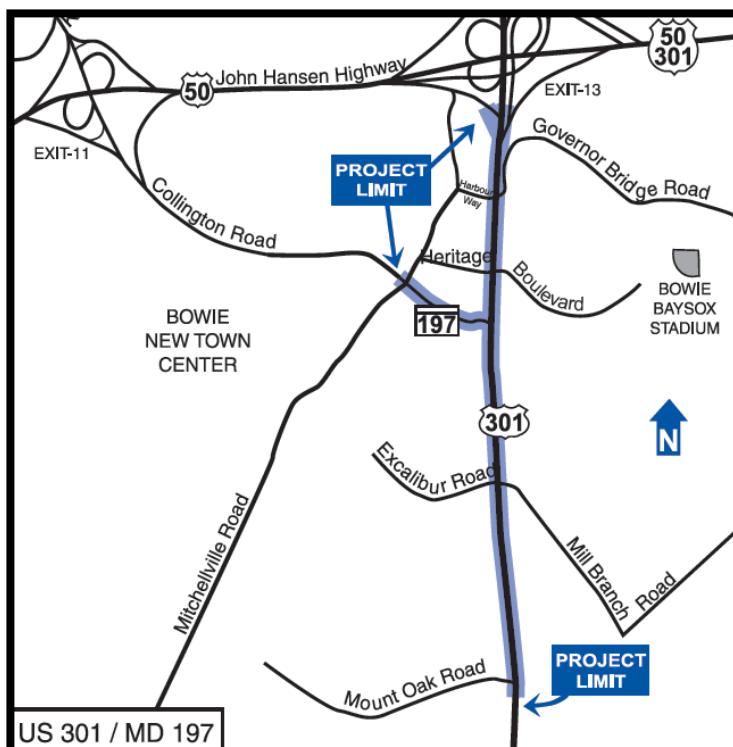 50
301
John Hansen Highway
50
EXIT-13
EXIT-11
Governor Bridge Road
PROJECT
LIMIT
Harbour
Way
Collington Road
Heritage Boulevard
BOWIE
BAYSOX
STADIUM
BOWIE
NEW TOWN
CENTER
197
N
301
Excalibur Road
Mill Branch Road
Mitchellville Road
PROJECT
LIMIT
Mount Oak Road
US 301 / MD 197